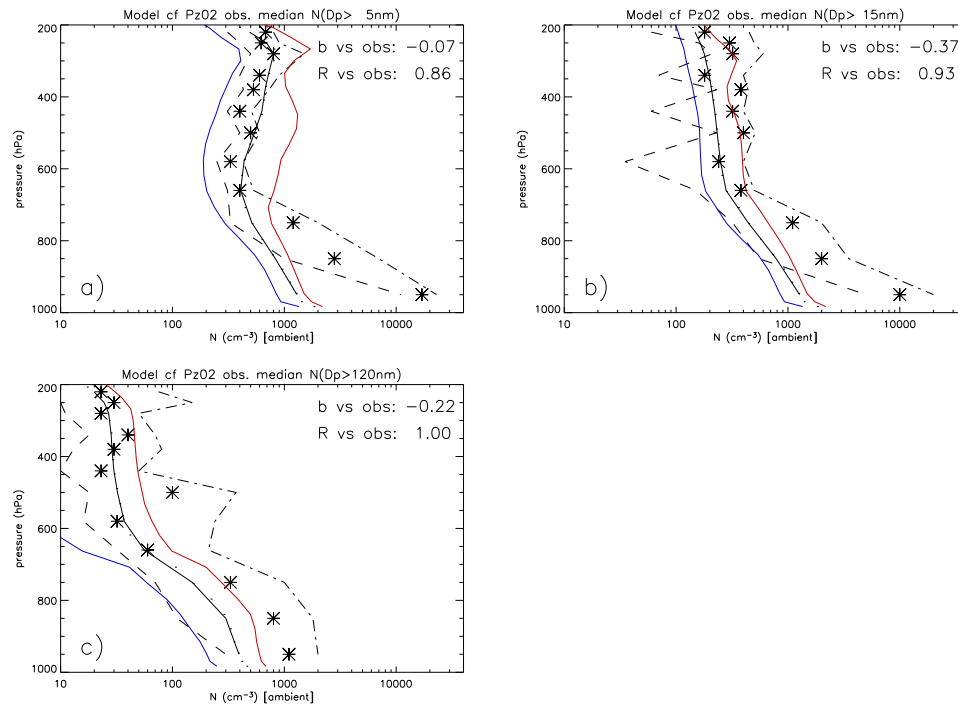 Model cf PzO2 obs. median N(Dp> 5nm)
b vs obs: −0.07
R vs obs: 0.86
200
400
600
800
1000
pressure (hPa)
a)
10 100 1000 10000
N (cm⁻³) [ambient]
Model cf PzO2 obs. median N(Dp> 15nm)
b vs obs: −0.37
R vs obs: 0.93
200
400
600
800
1000
pressure (hPa)
b)
10 100 1000 10000
N (cm⁻³) [ambient]
Model cf PzO2 obs. median N(Dp>120nm)
b vs obs: −0.22
R vs obs: 1.00
200
400
600
800
1000
pressure (hPa)
c)
10 100 1000 10000
N (cm⁻³) [ambient]